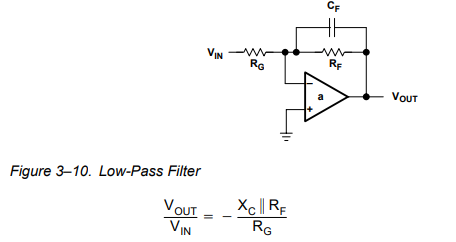 CF
VIN
RG
RF
a
+
VOUT
Figure 3–10. Low-Pass Filter
VOUT / VIN = − XC ∥ RF / RG